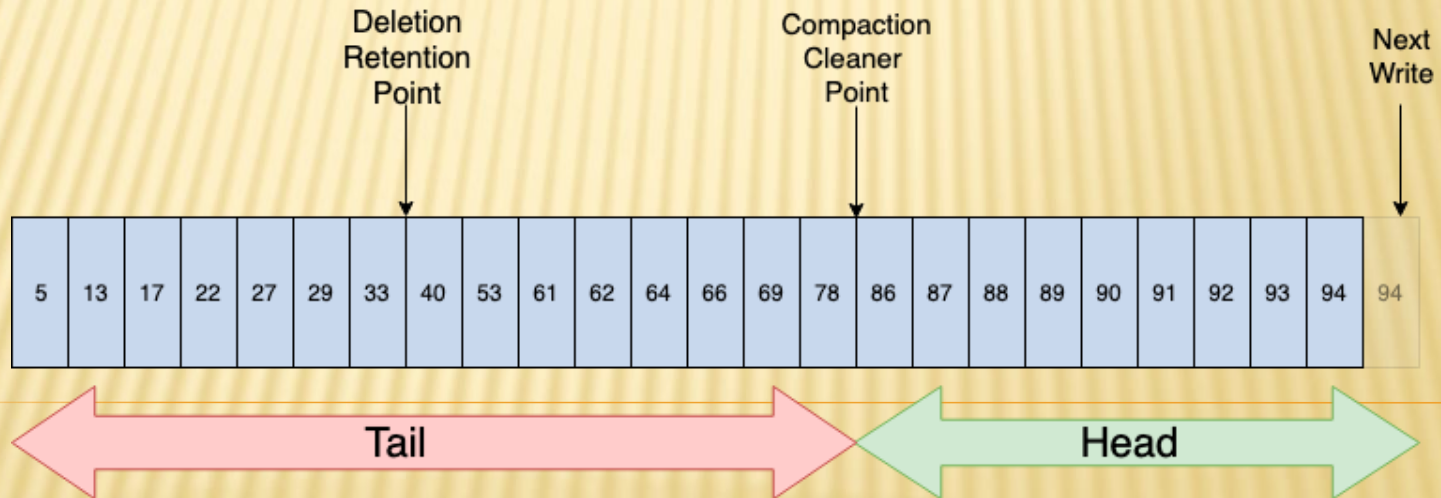 Deletion
Retention
Point
Compaction
Cleaner
Point
Next
Write
5 13 17 22 27 29 33 40 53 61 62 64 66 69 78 86 87 88 89 90 91 92 93 94 94
Tail Head